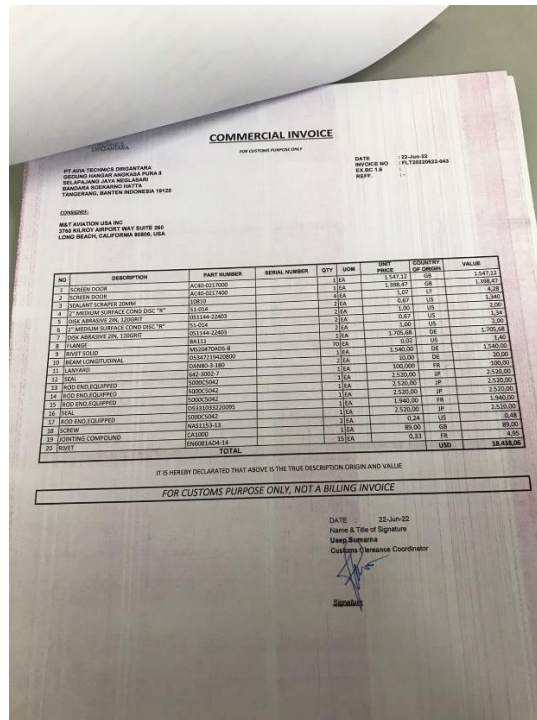 DIRGANTARA
COMMERCIAL INVOICE
FOR CUSTOMS PURPOSE ONLY
PT AVIA TECHNICS DIRGANTARA
GEDUNG HANGAR ANGKASA PURA II
SELAPAJANG JAYA NEGLASARI
BANDARA SOEKARNO HATTA
TANGERANG, BANTEN INDONESIA 19120
DATE : 22-Jun-22
INVOICE NO : FLT20220622-043
EX.BC 1.6 :
REFF. : -
CONSIGNEE:
M&T AVIATION USA INC
3760 KILROY AIRPORT WAY SUITE 260
LONG BEACH, CALIFORNIA 90806, USA
NO DESCRIPTION PART NUMBER SERIAL NUMBER QTY UOM UNIT PRICE COUNTRY OF ORIGIN VALUE
1 SCREEN DOOR AC40-0217000 1 EA 1.547,12 GB 1.547,12
2 SCREEN DOOR AC40-0217400 1 EA 1.398,47 GB 1.398,47
3 SEALANT SCRAPER 20MM 10810 4 EA 1,07 LT 4,28
4 2" MEDIUM SURFACE COND DISC "R" 51-014 2 EA 0,67 US 1,340
5 DISK ABRASIVE 2IN, 120GRIT 051144-22403 2 EA 1,00 US 2,00
6 2" MEDIUM SURFACE COND DISC "R" 51-014 2 EA 0,67 US 1,34
7 DISK ABRASIVE 2IN, 120GRIT 051144-22403 2 EA 1,00 US 2,00
8 FLANGE BA111 1 EA 1.705,68 DE 1.705,68
9 RIVET SOLID MS20470AD5-8 70 EA 0,02 US 1,40
10 BEAM LONGITUDINAL D5347219420800 1 EA 1.540,00 DE 1.540,00
11 LANYARD DAN80-3-180 2 EA 10,00 DE 20,00
12 SEAL 642-3002-7 1 EA 100,000 FR 100,00
13 ROD END,EQUIPPED 5000C5042 1 EA 2.520,00 JP 2.520,00
14 ROD END,EQUIPPED 5000C5042 1 EA 2.520,00 JP 2.520,00
15 ROD END,EQUIPPED 5000C5042 1 EA 2.520,00 JP 2.520,00
16 SEAL D5331033220095 1 EA 1.940,00 FR 1.940,00
17 ROD END,EQUIPPED 5000C5042 1 EA 2.520,00 JP 2.520,00
18 SCREW NAS1153-13 2 EA 0,24 US 0,48
19 JOINTING COMPOUND CA1000 1 EA 89,00 GB 89,00
20 RIVET EN6081AD4-14 15 EA 0,33 FR 4,95
TOTAL USD 18.438,06
IT IS HEREBY DECLARATED THAT ABOVE IS THE TRUE DESCRIPTION ORIGIN AND VALUE
FOR CUSTOMS PURPOSE ONLY, NOT A BILLING INVOICE
DATE 22-Jun-22
Name & Title of Signature
Usep Sumarna
Customs Clereance Coordinator
Signature